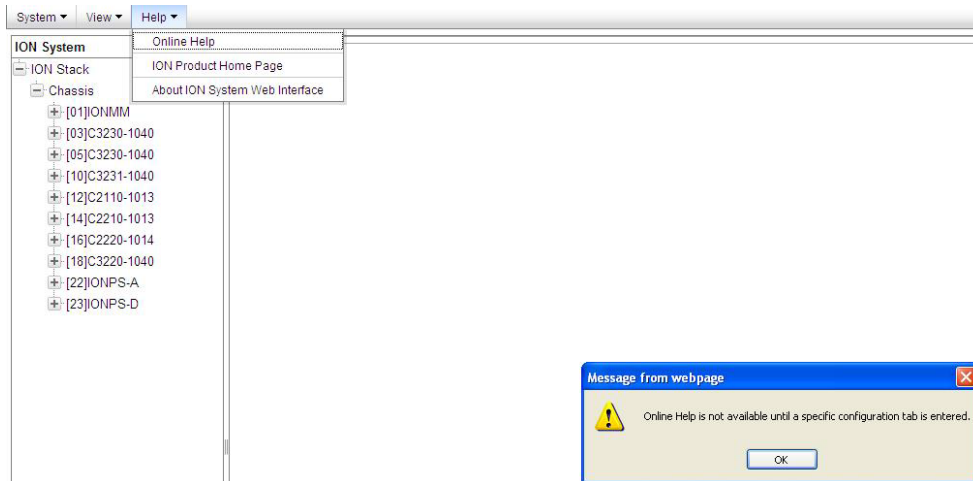 System View Help
Online Help
ION Product Home Page
About ION System Web Interface
ION System
ION Stack
Chassis
[01]IONMM
[03]C3230-1040
[05]C3230-1040
[10]C3231-1040
[12]C2110-1013
[14]C2210-1013
[16]C2220-1014
[18]C3220-1040
[22]IONPS-A
[23]IONPS-D
Message from webpage
Online Help is not available until a specific configuration tab is entered.
OK